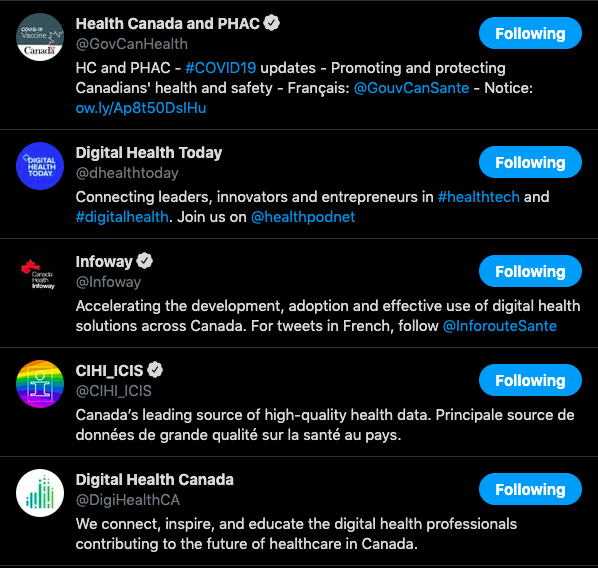 COVID-19
Vaccine
Canada
Health Canada and PHAC
@GovCanHealth
Following
HC and PHAC - #COVID19 updates - Promoting and protecting
Canadians' health and safety - Français: @GouvCanSante - Notice:
ow.ly/Ap8t50DsIHu
DIGITAL
HEALTH
TODAY
Digital Health Today
@dhealthtoday
Following
Connecting leaders, innovators and entrepreneurs in #healthtech and
#digitalhealth. Join us on @healthpodnet
Canada
Health
Infoway
Infoway
@Infoway
Following
Accelerating the development, adoption and effective use of digital health
solutions across Canada. For tweets in French, follow @InforouteSante
CIHI_ICIS
@CIHI_ICIS
Following
Canada’s leading source of high-quality health data. Principale source de
données de grande qualité sur la santé au pays.
Digital Health Canada
@DigiHealthCA
Following
We connect, inspire, and educate the digital health professionals
contributing to the future of healthcare in Canada.